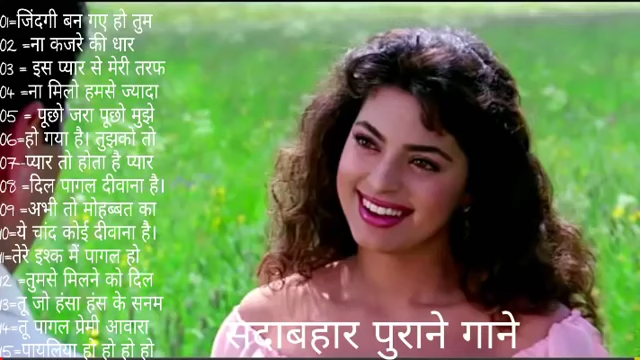 01=जिंदगी बन गए हो तुम
02 =ना कजरे की धार
03 = इस प्यार से मेरी तरफ
04 =ना मिलो हमसे ज्यादा
05 = पूछो जरा पूछो मुझे
06=हो गया है। तुझको तो
07--प्यार तो होता है प्यार
08 =दिल पागल दीवाना है।
09 =अभी तो मोहब्बत का
10=ये चांद कोई दीवाना है।
11=तेरे इश्क मैं पागल हो
12 =तुमसे मिलने को दिल
13=तू जो हंसा हंस के सनम
14=तू पागल प्रेमी आवारा
15=पायलिया हो हो हो हो
सदाबहार पुराने गाने